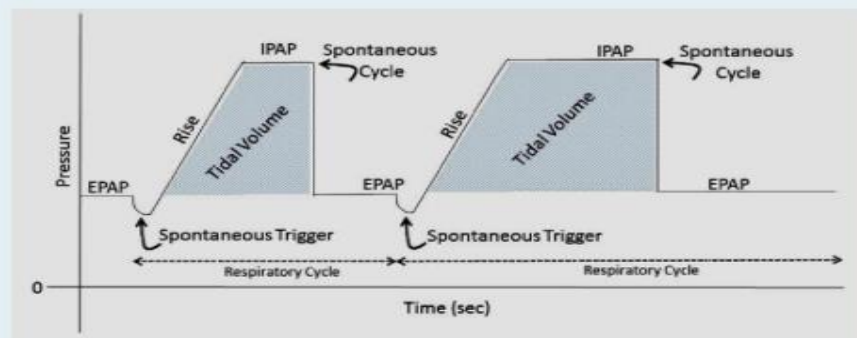 IPAP
Spontaneous
Cycle
IPAP
Spontaneous
Cycle
Rise
Tidal Volume
Rise
Tidal Volume
Pressure
EPAP
EPAP
EPAP
Spontaneous Trigger
Spontaneous Trigger
Respiratory Cycle
Respiratory Cycle
0
Time (sec)